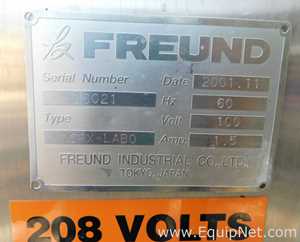 FREUND
Serial Number Date 2001.11
Hz 60
Type Volt 100
Amp. 1.5
FREUND INDUSTRIAL CO., LTD.
TOKYO, JAPAN
208 VOLTS
www.EquipNet.com